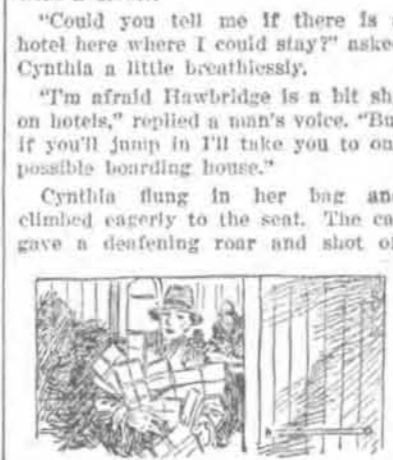 "Could you tell me if there is
hotel here where I could stay?" aske
Cynthia a little breathlessly.
"I'm afraid Hawbridge is a bit sh
on hotels," replied a man's voice. "Bu
if you'll jump in I'll take you to on
possible boarding house."
Cynthia flung in her bag an
climbed eagerly to the seat. The ca
gave a deafening roar and shot of